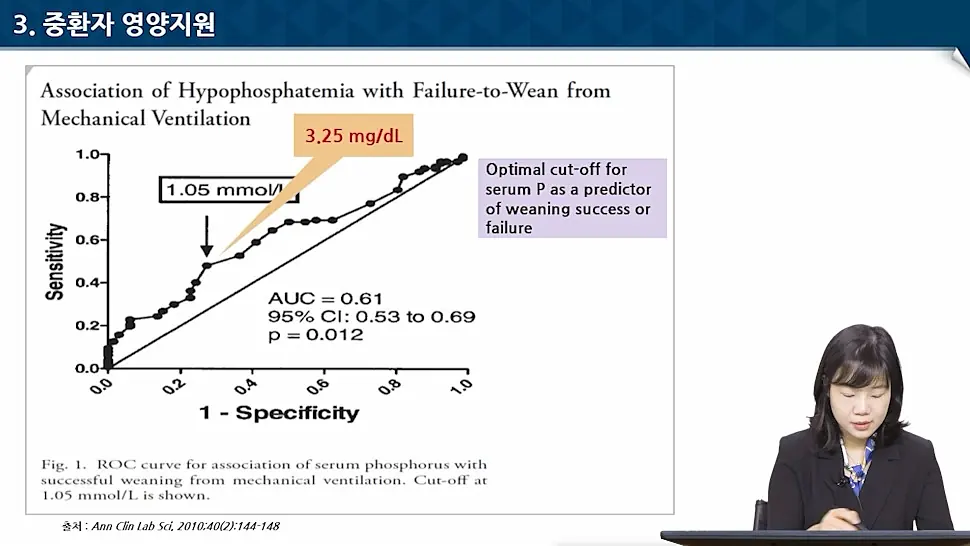 3. 중환자 영양지원
Association of Hypophosphatemia with Failure-to-Wean from
Mechanical Ventilation
3.25 mg/dL
1.05 mmol/L
Optimal cut-off for
serum P as a predictor
of weaning success or
failure
1.0
0.8
0.6
0.4
0.2
0.0
Sensitivity
AUC = 0.61
95% CI: 0.53 to 0.69
p = 0.012
0.0 0.2 0.4 0.6 0.8 1.0
1 - Specificity
Fig. 1. ROC curve for association of serum phosphorus with
successful weaning from mechanical ventilation. Cut-off at
1.05 mmol/L is shown.
출처 : Ann Clin Lab Sci, 2010;40(2):144-148